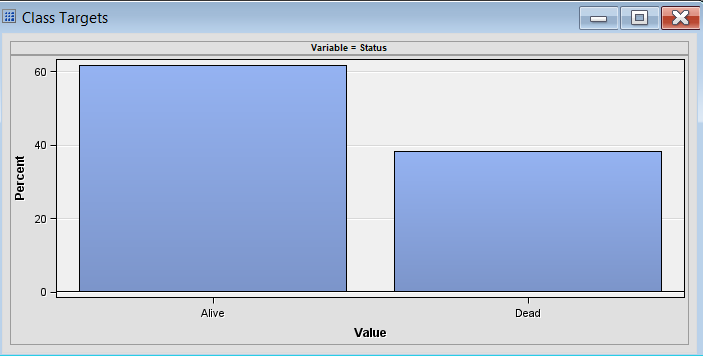 Class Targets
Variable = Status
60
40
20
0
Percent
Alive Dead
Value